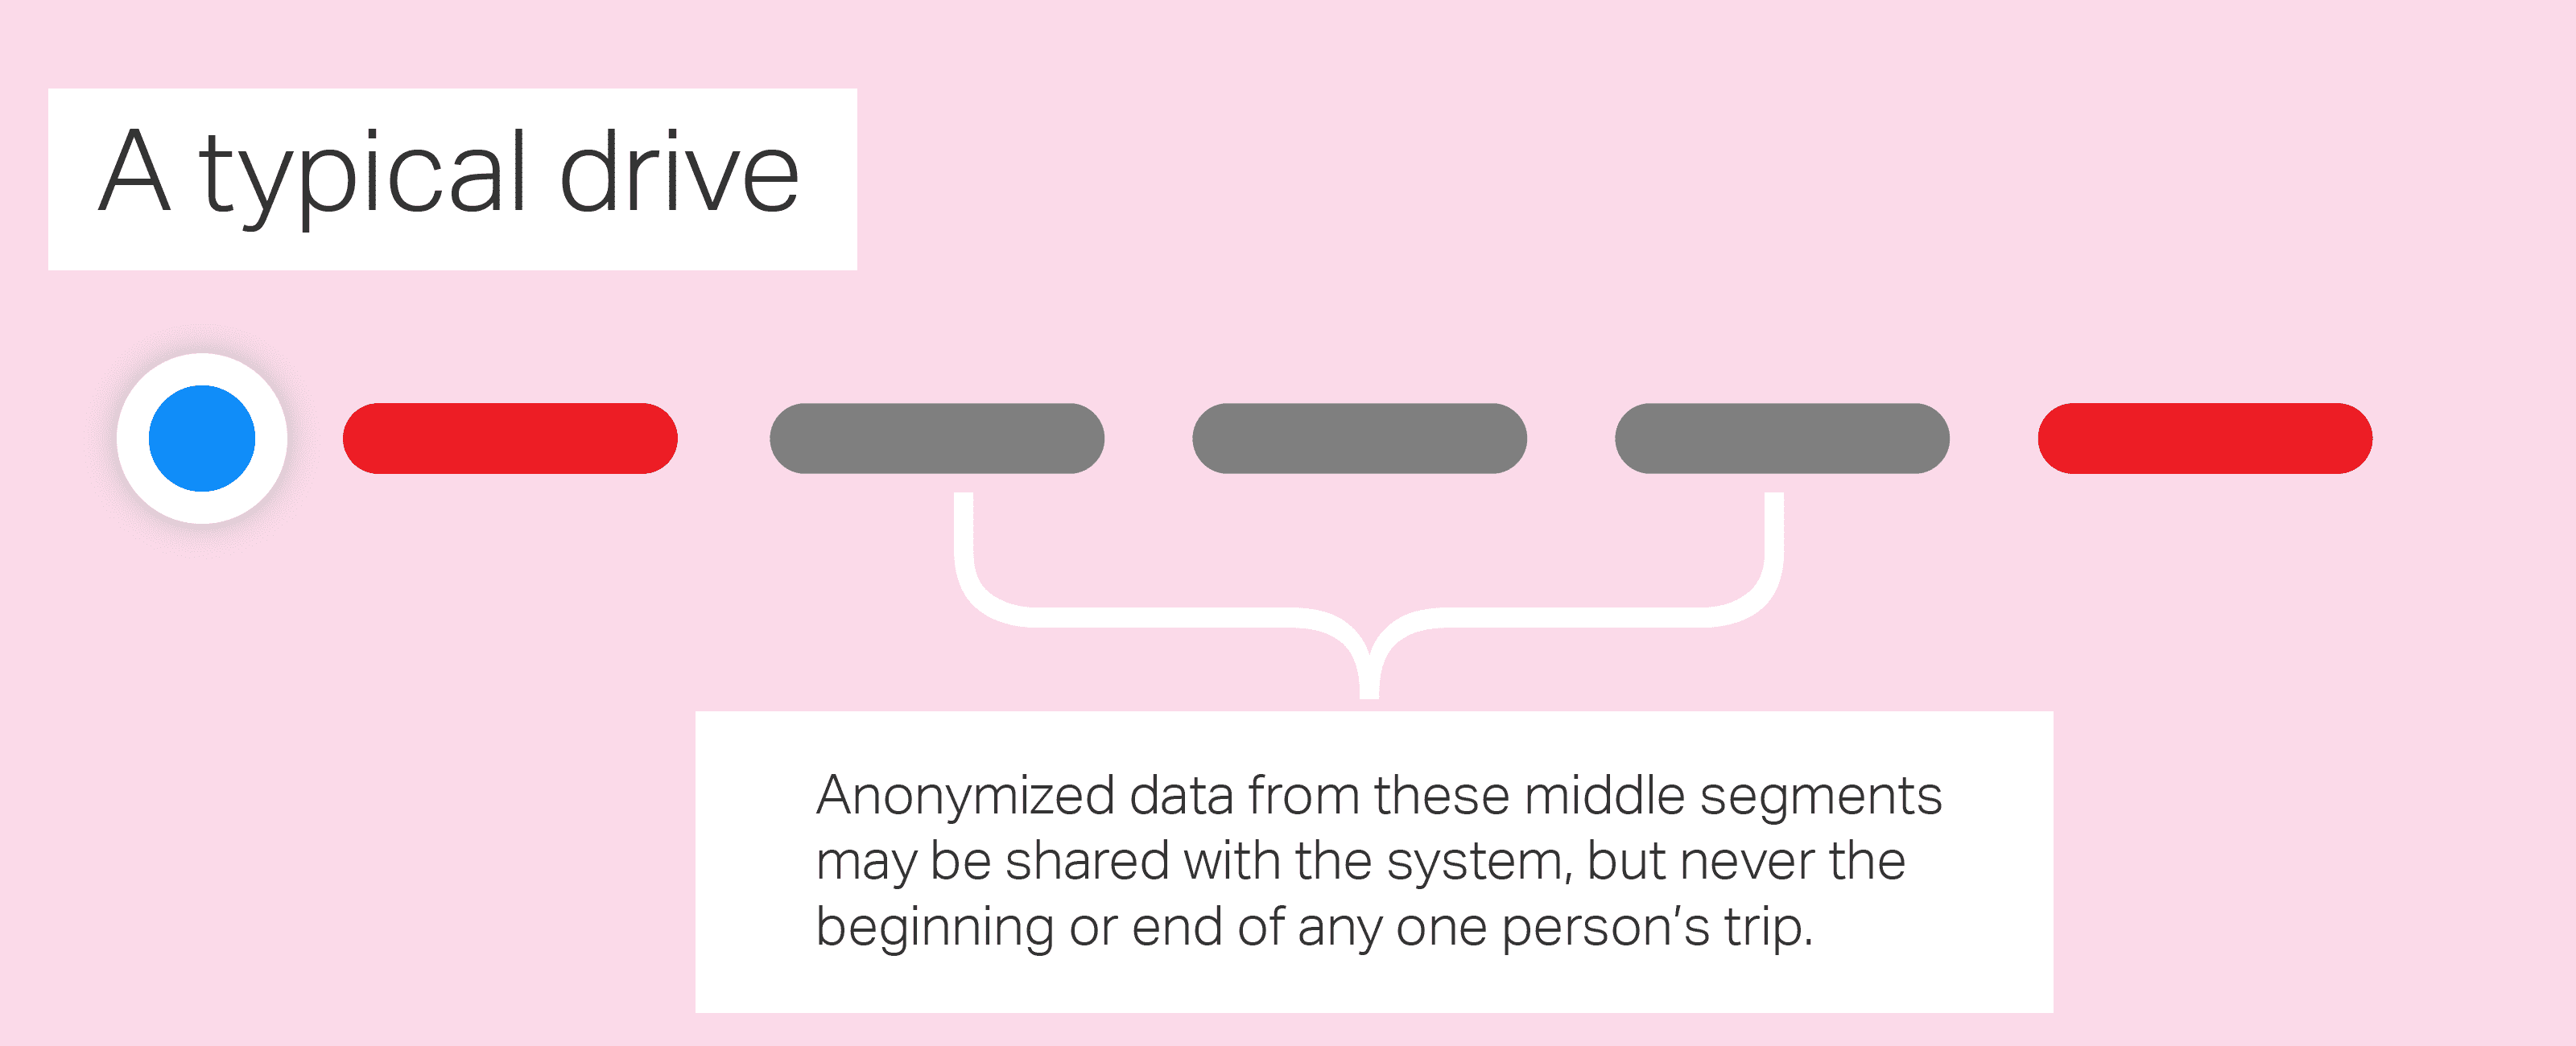 A typical drive
Anonymized data from these middle segments
may be shared with the system, but never the
beginning or end of any one person’s trip.